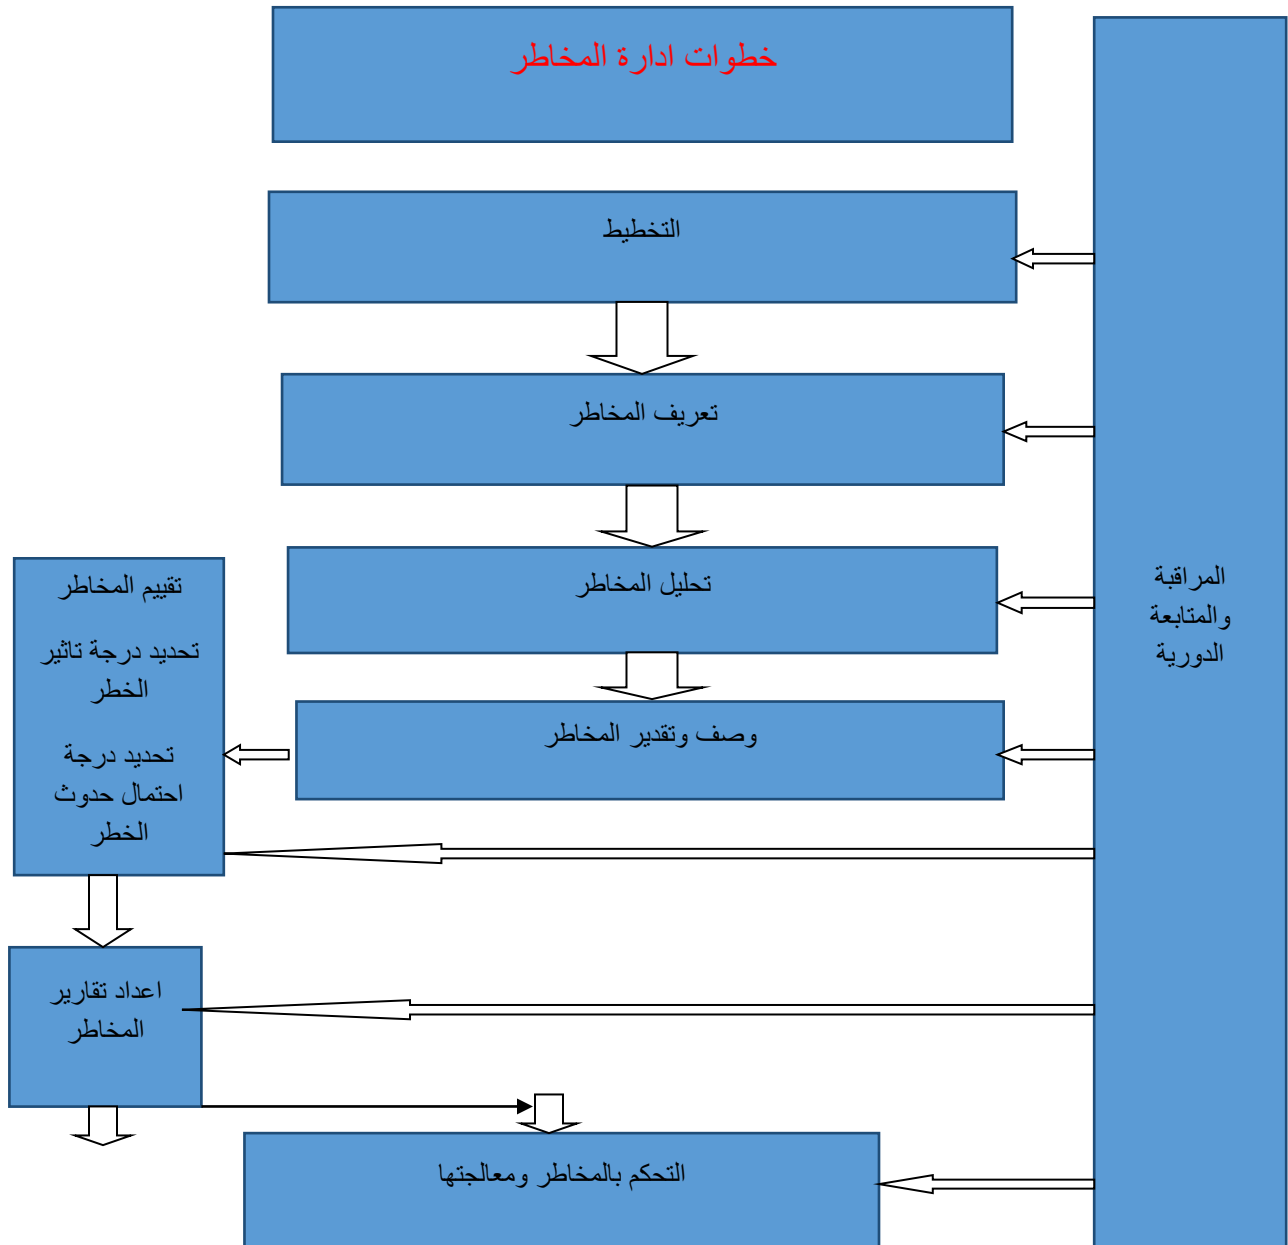 خطوات ادارة المخاطر
التخطيط
تعريف المخاطر
تحليل المخاطر
وصف وتقدير المخاطر
تقييم المخاطر
تحديد درجة تاثير
الخطر
تحديد درجة
احتمال حدوث
الخطر
اعداد تقارير
المخاطر
التحكم بالمخاطر ومعالجتها
المراقبة
والمتابعة
الدورية